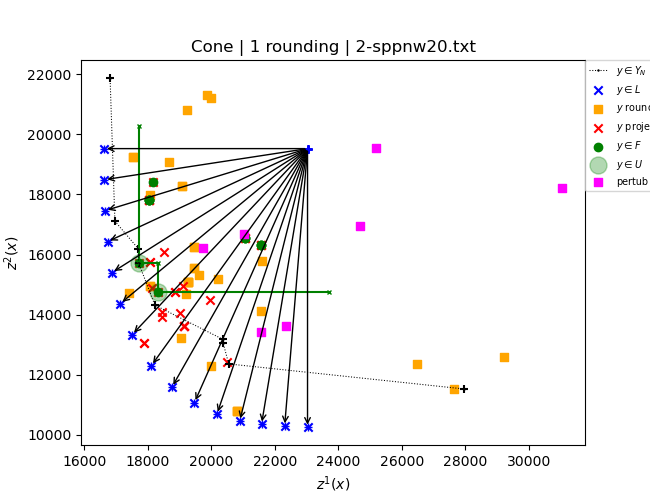 Cone | 1 rounding | 2-sppnw20.txt
z²(x)
22000
20000
18000
16000
14000
12000
10000
16000 18000 20000 22000 24000 26000 28000 30000
z¹(x)
y ∈ Y_N
y ∈ L
y roun
y proje
y ∈ F
y ∈ U
pertub